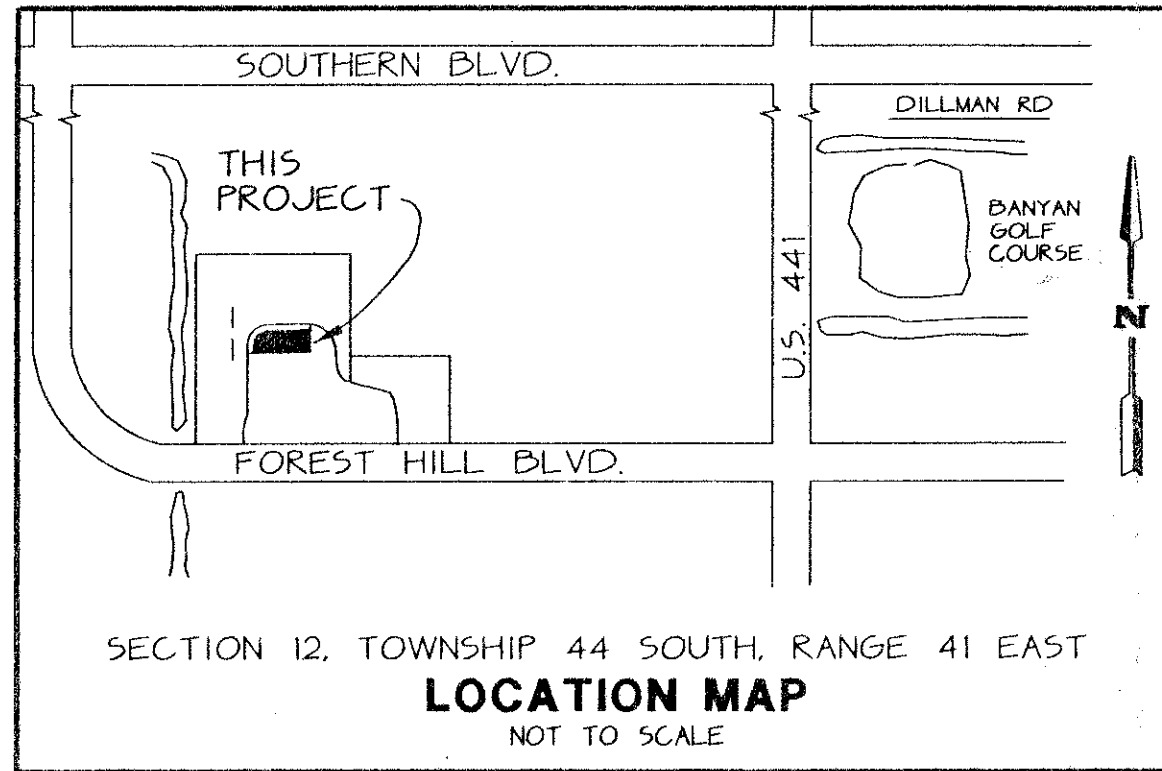 SOUTHERN BLVD.
DILLMAN RD
THIS
PROJECT
BANYAN
GOLF
COURSE
U.S. 441
N
FOREST HILL BLVD.
SECTION 12, TOWNSHIP 44 SOUTH, RANGE 41 EAST
LOCATION MAP
NOT TO SCALE